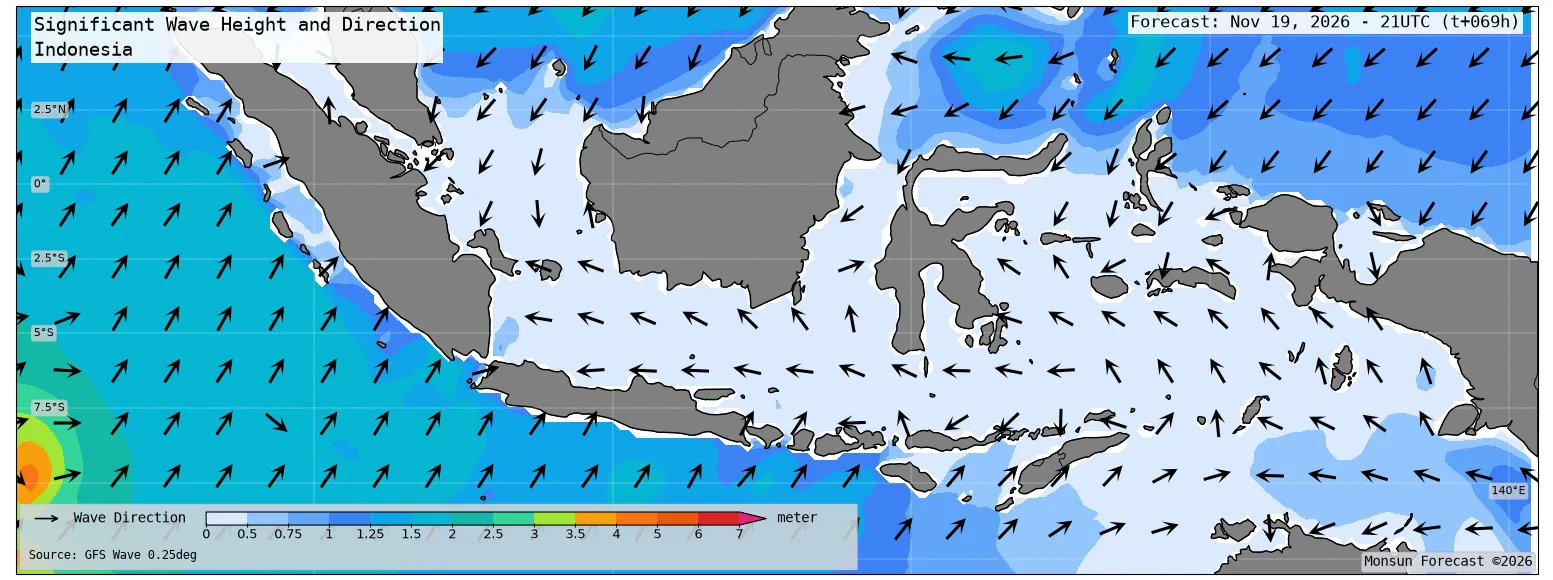 Significant Wave Height and Direction
Indonesia
Forecast: Nov 19, 2026 - 21UTC (t+069h)
2.5°N
0°
2.5°S
5°S
7.5°S
140°E
Wave Direction
0 0.5 0.75 1 1.25 1.5 2 2.5 3 3.5 4 5 6 7
meter
Source: GFS Wave 0.25deg
Monsun Forecast ©2026